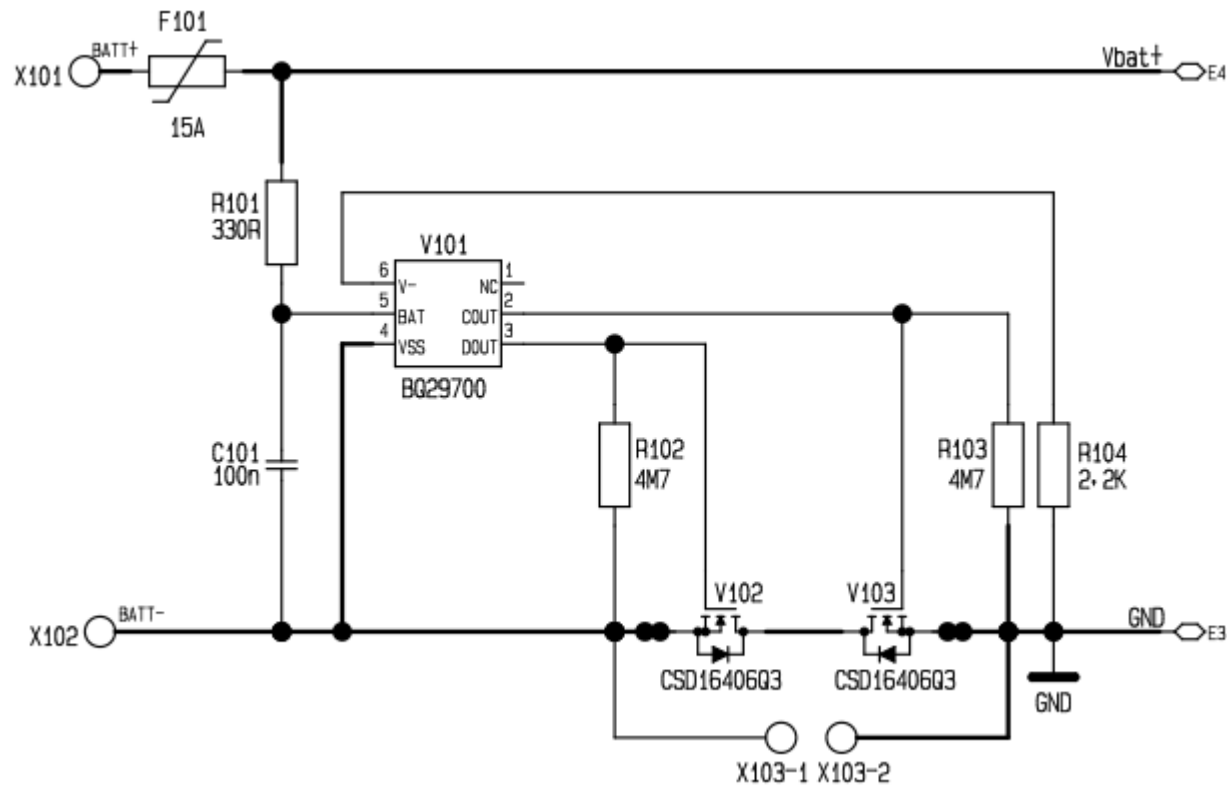 F101
BATT+
X101
15A
Vbat+
E4
R101
330R
V101
6
V-
NC
1
5
BAT
COUT
2
4
VSS
DOUT
3
BQ29700
C101
100n
R102
4M7
R103
4M7
R104
2,2K
BATT-
X102
V102
V103
GND
E3
CSD16406Q3
CSD16406Q3
GND
X103-1
X103-2